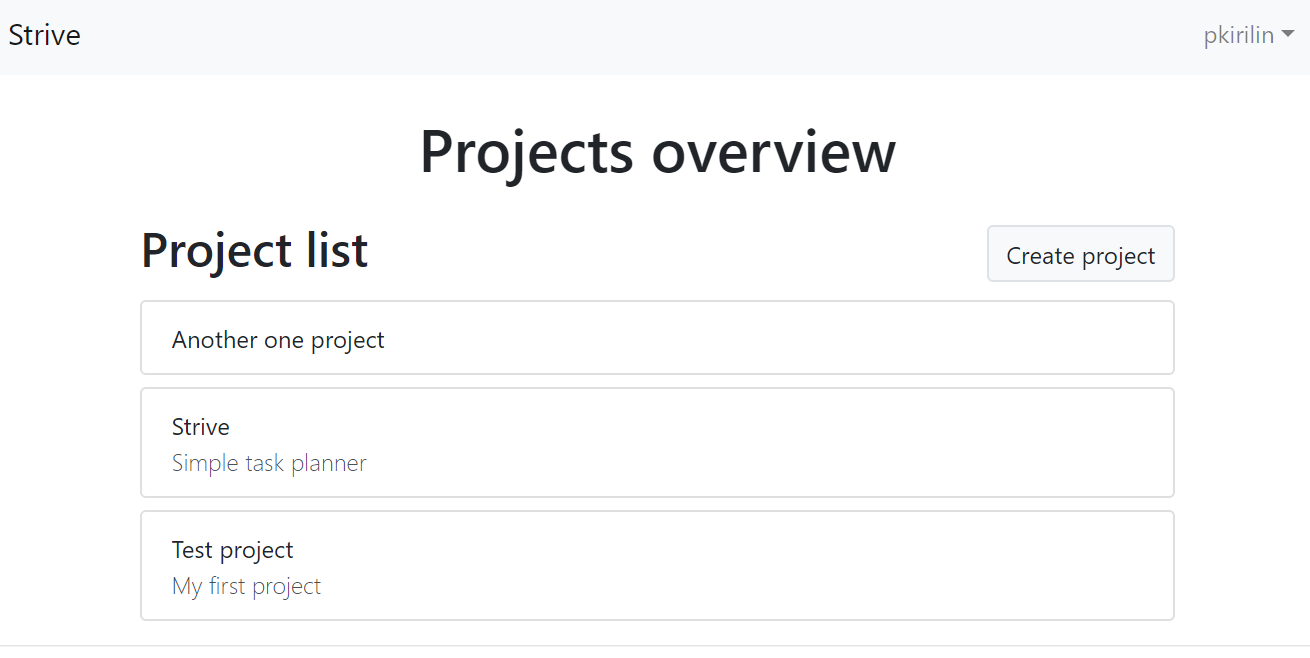 Strive
pkirilin
Projects overview
Project list
Create project
Another one project
Strive
Simple task planner
Test project
My first project